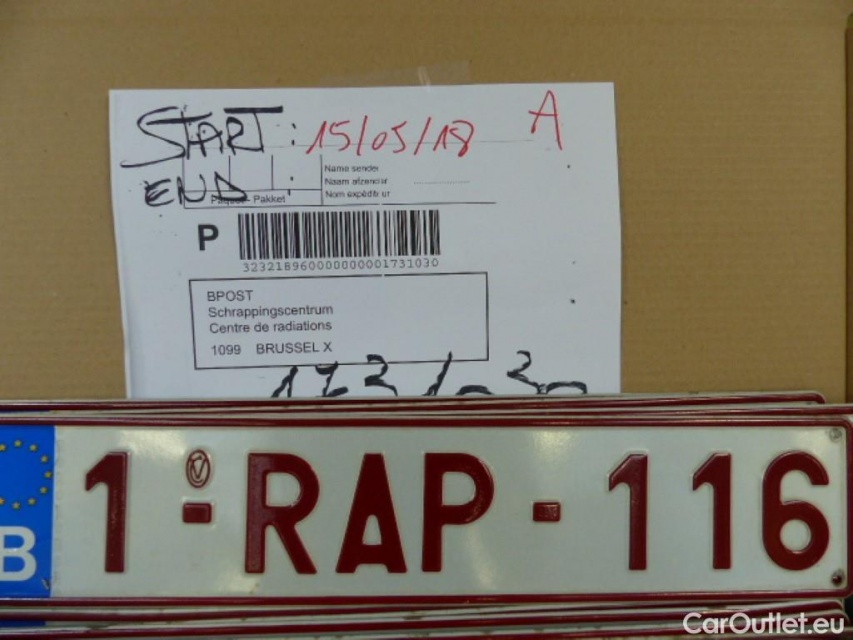 START : 15/05/18 A
END :
Name sender
Naam afzender
Nom expéditeur
Paquet - Pakket
P
323218960000000001731030
BPOST
Schrappingscentrum
Centre de radiations
1099 BRUSSEL X
B 1-RAP-116
CarOutlet.eu